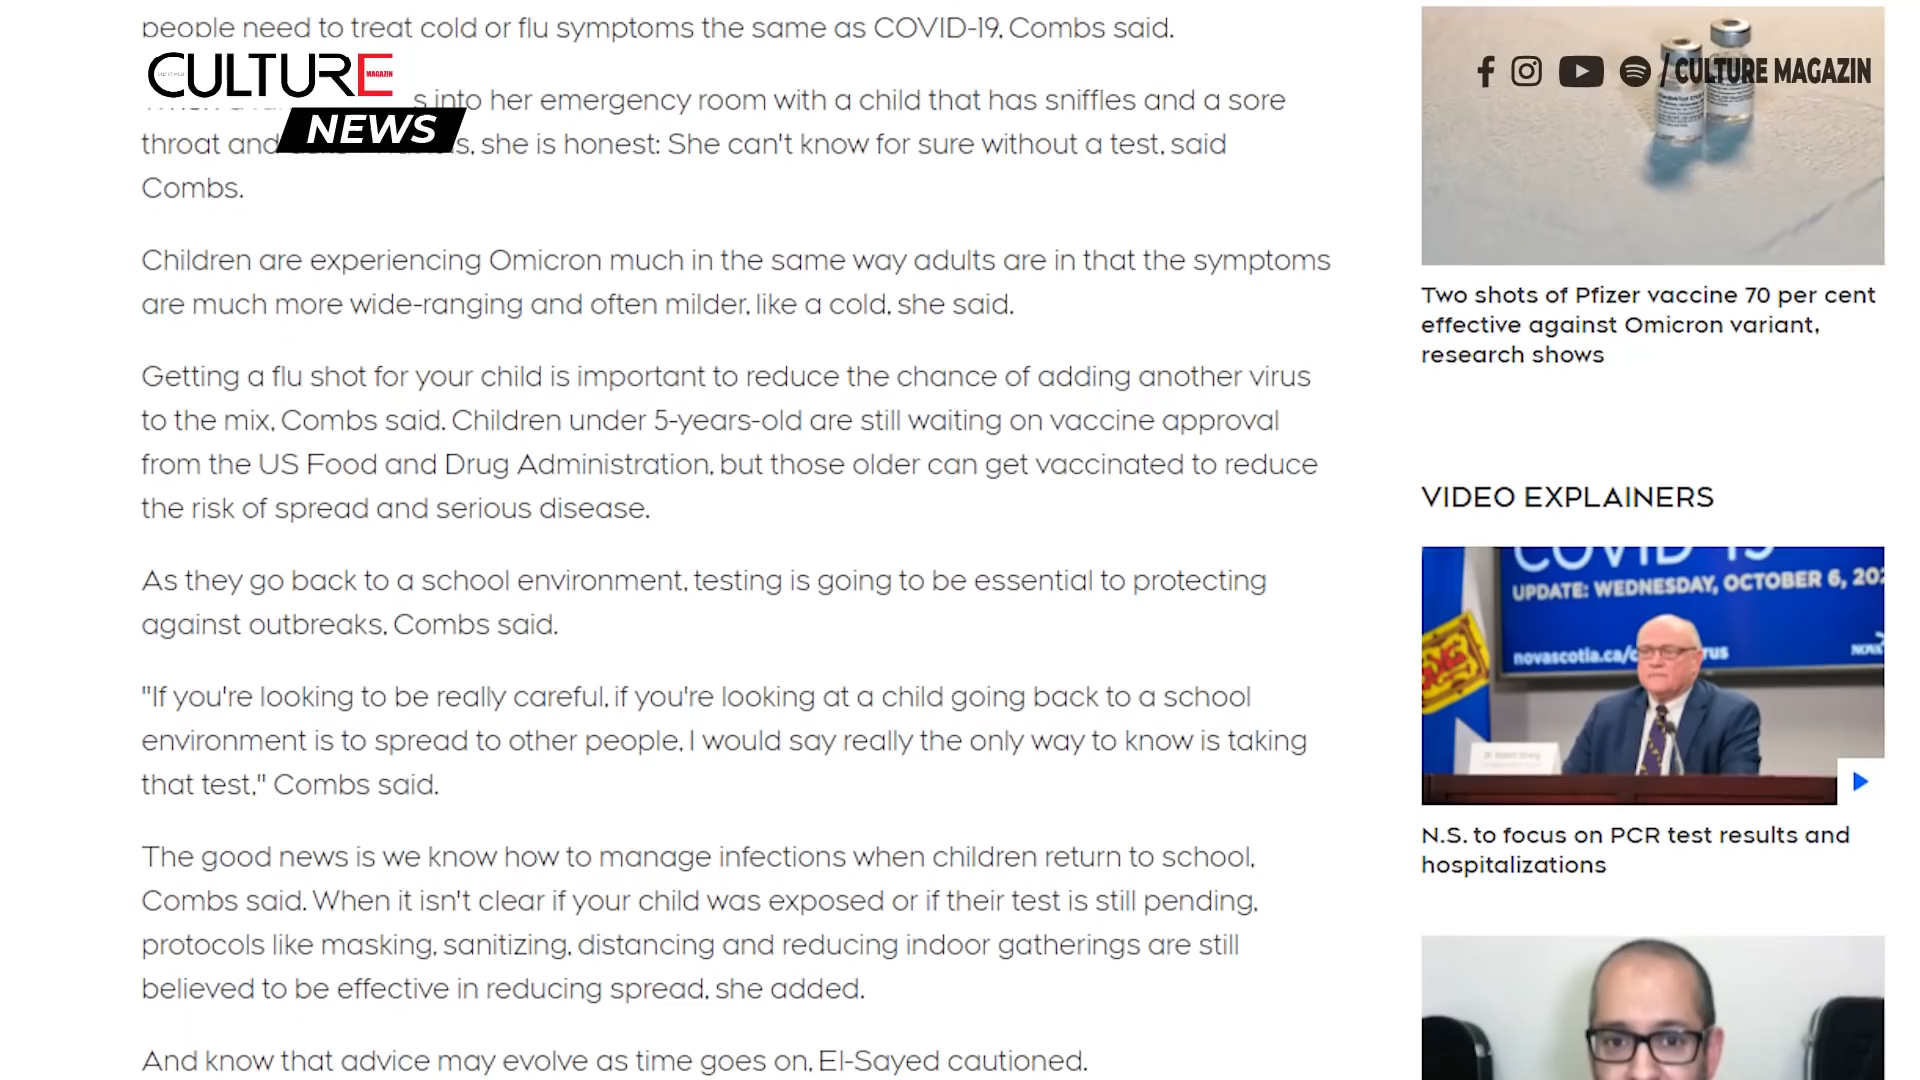 people need to treat cold or flu symptoms the same as COVID-19, Combs said.
CULTURE
MAGAZIN
NEWS
into her emergency room with a child that has sniffles and a sore
throat and she is honest: She can't know for sure without a test, said
Combs.
Children are experiencing Omicron much in the same way adults are in that the symptoms
are much more wide-ranging and often milder, like a cold, she said.
Getting a flu shot for your child is important to reduce the chance of adding another virus
to the mix, Combs said. Children under 5-years-old are still waiting on vaccine approval
from the US Food and Drug Administration, but those older can get vaccinated to reduce
the risk of spread and serious disease.
As they go back to a school environment, testing is going to be essential to protecting
against outbreaks, Combs said.
"If you're looking to be really careful, if you're looking at a child going back to a school
environment is to spread to other people, I would say really the only way to know is taking
that test," Combs said.
The good news is we know how to manage infections when children return to school,
Combs said. When it isn't clear if your child was exposed or if their test is still pending,
protocols like masking, sanitizing, distancing and reducing indoor gatherings are still
believed to be effective in reducing spread, she added.
And know that advice may evolve as time goes on, El-Sayed cautioned.
/ CULTURE MAGAZIN
Two shots of Pfizer vaccine 70 per cent
effective against Omicron variant,
research shows
VIDEO EXPLAINERS
COVID-19
UPDATE: WEDNESDAY, OCTOBER 6, 202
novascotia.ca/c rus
NOVA
N.S. to focus on PCR test results and
hospitalizations